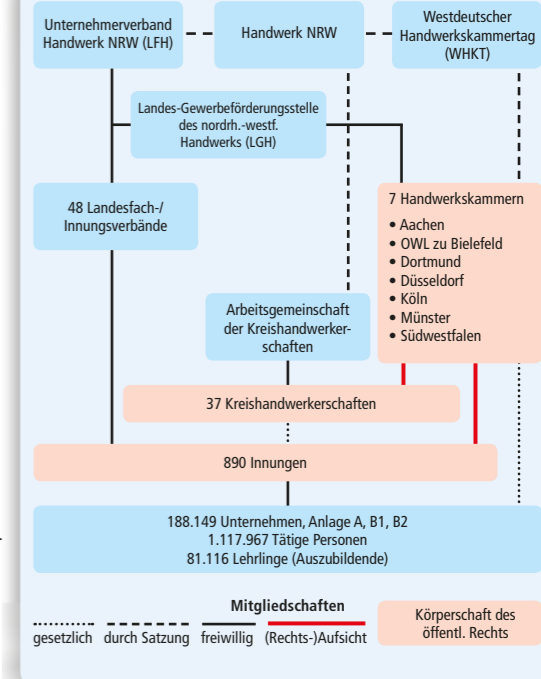 Unternehmerverband
Handwerk NRW (LFH)
Handwerk NRW
Westdeutscher
Handwerkskammertag
(WHKT)
Landes-Gewerbeförderungsstelle
des nordrh.-westf.
Handwerks (LGH)
48 Landesfach-/
Innungsverbände
7 Handwerkskammern
• Aachen
• OWL zu Bielefeld
• Dortmund
• Düsseldorf
• Köln
• Münster
• Südwestfalen
Arbeitsgemeinschaft
der Kreishandwerker-
schaften
37 Kreishandwerkerschaften
890 Innungen
188.149 Unternehmen, Anlage A, B1, B2
1.117.967 Tätige Personen
81.116 Lehrlinge (Auszubildende)
Mitgliedschaften
gesetzlich durch Satzung freiwillig (Rechts-)Aufsicht
Körperschaft des
öffentl. Rechts